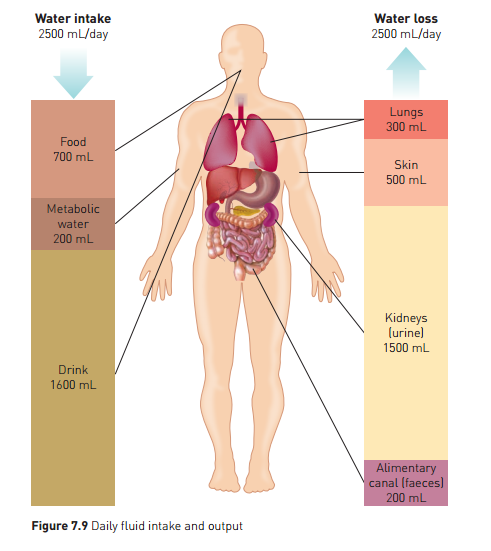 Water intake
2500 mL/day
Water loss
2500 mL/day
Food
700 mL
Metabolic
water
200 mL
Drink
1600 mL
Lungs
300 mL
Skin
500 mL
Kidneys
(urine)
1500 mL
Alimentary
canal (faeces)
200 mL
Figure 7.9 Daily fluid intake and output